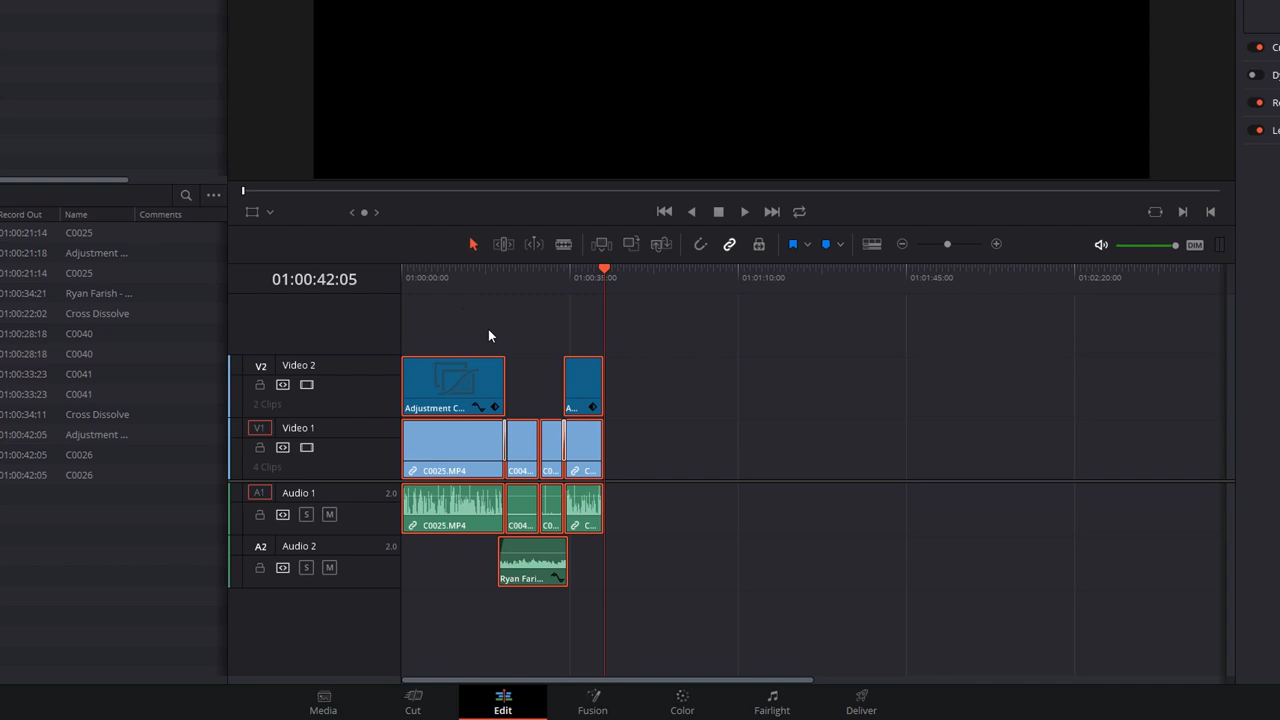 Cr
Dy
Re
Le
Record Out Name Comments
01:00:21:14 C0025
01:00:21:18 Adjustment ...
01:00:21:14 C0025
01:00:34:21 Ryan Farish - ...
01:00:22:02 Cross Dissolve
01:00:28:18 C0040
01:00:28:18 C0040
01:00:33:23 C0041
01:00:33:23 C0041
01:00:34:11 Cross Dissolve
01:00:42:05 Adjustment ...
01:00:42:05 C0026
01:00:42:05 C0026
DIM
01:00:42:05
01:00:00:00 01:00:35:00 01:01:10:00 01:01:45:00 01:02:20:00
V2 Video 2
2 Clips
Adjustment C... A...
V1 Video 1
4 Clips
C0025.MP4 C004... C0... C...
A1 Audio 1 2.0
S M
C0025.MP4 C004... C0... C...
A2 Audio 2 2.0
S M
Ryan Fari...
Media Cut Edit Fusion Color Fairlight Deliver